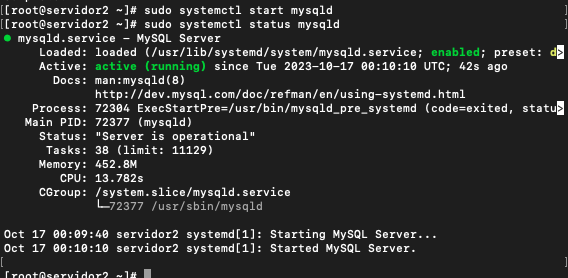 [[root@servidor2 ~]# sudo systemctl start mysqld
[[root@servidor2 ~]# sudo systemctl status mysqld
● mysqld.service - MySQL Server
Loaded: loaded (/usr/lib/systemd/system/mysqld.service; enabled; preset: d>
Active: active (running) since Tue 2023-10-17 00:10:10 UTC; 42s ago
Docs: man:mysqld(8)
http://dev.mysql.com/doc/refman/en/using-systemd.html
Process: 72304 ExecStartPre=/usr/bin/mysqld_pre_systemd (code=exited, statu>
Main PID: 72377 (mysqld)
Status: "Server is operational"
Tasks: 38 (limit: 11129)
Memory: 452.8M
CPU: 13.782s
CGroup: /system.slice/mysqld.service
└─72377 /usr/sbin/mysqld
Oct 17 00:09:40 servidor2 systemd[1]: Starting MySQL Server...
Oct 17 00:10:10 servidor2 systemd[1]: Started MySQL Server.
[ ]
[root@servidor2 ~]#